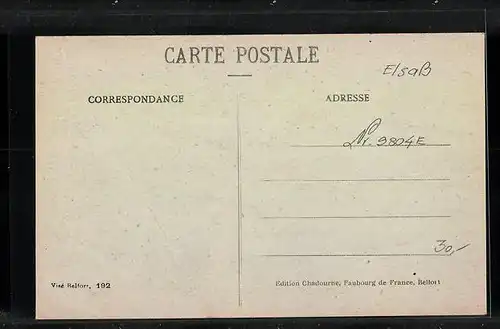 CARTE POSTALE
Elsaß
CORRESPONDANCE
ADRESSE
Nr. 9804E
30,-
Visé Belfort, 192
Edition Chadourne, Faubourg de France, Belfort